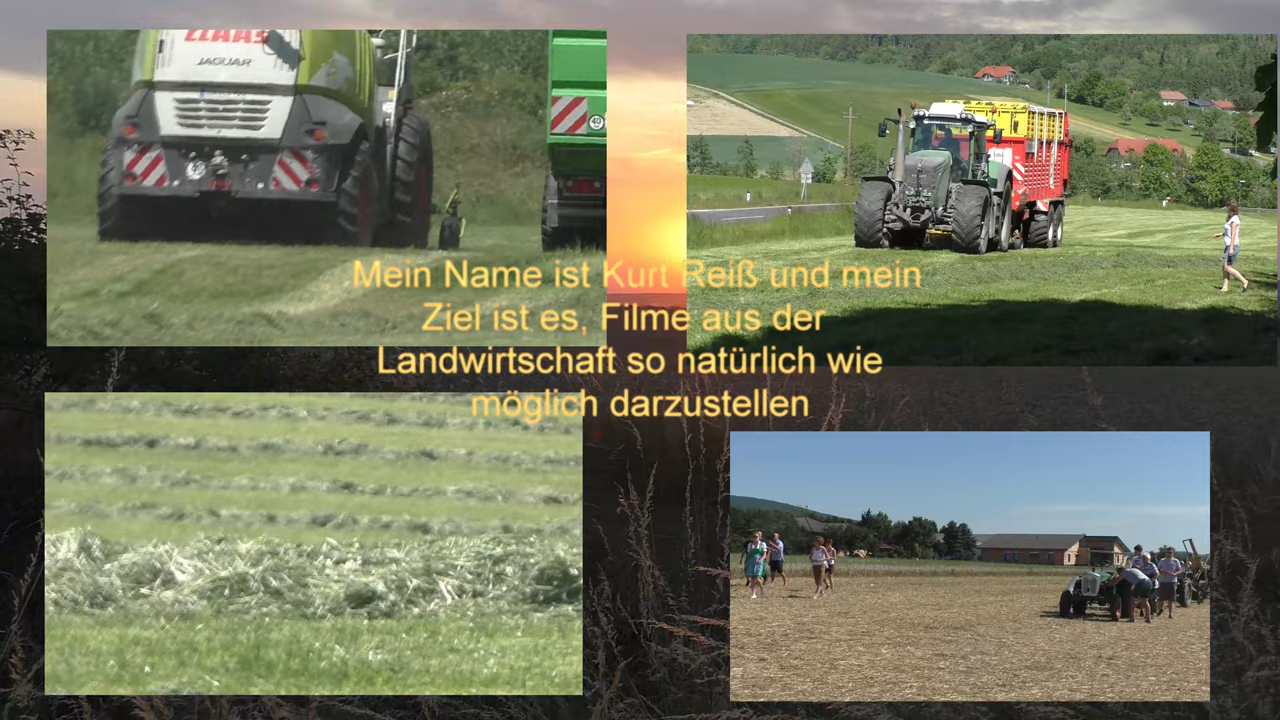 CLAAS
JAGUAR
40
Mein Name ist Kurt Reiß und mein
Ziel ist es, Filme aus der
Landwirtschaft so natürlich wie
möglich darzustellen